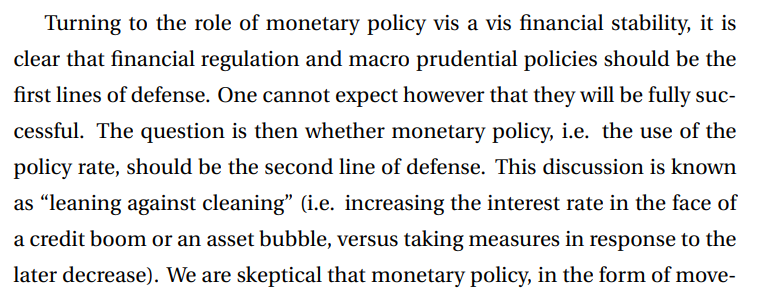 Turning to the role of monetary policy vis a vis financial stability, it is
clear that financial regulation and macro prudential policies should be the
first lines of defense. One cannot expect however that they will be fully suc-
cessful. The question is then whether monetary policy, i.e. the use of the
policy rate, should be the second line of defense. This discussion is known
as “leaning against cleaning” (i.e. increasing the interest rate in the face of
a credit boom or an asset bubble, versus taking measures in response to the
later decrease). We are skeptical that monetary policy, in the form of move-